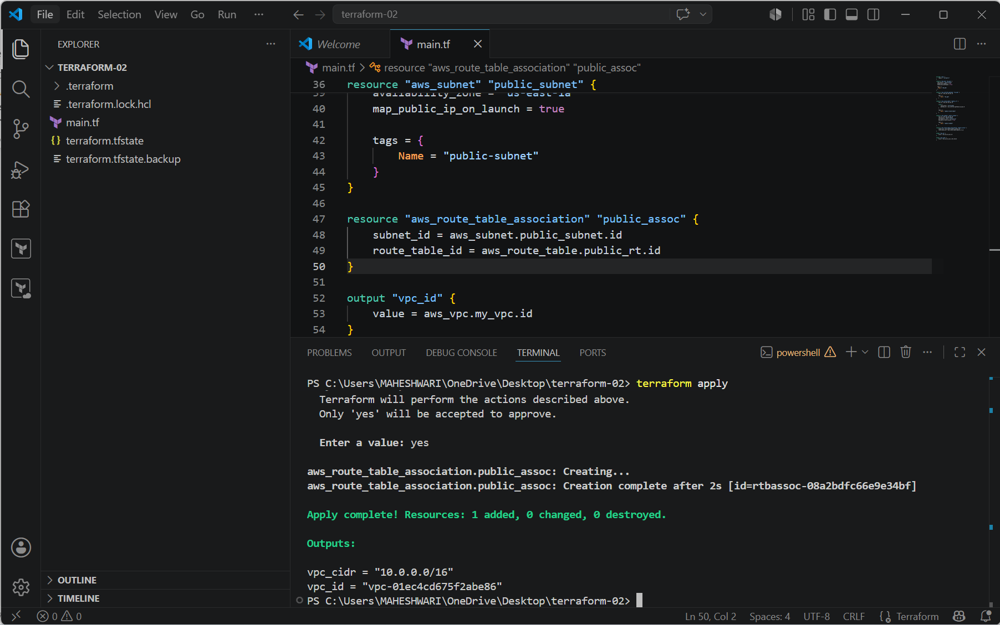 File Edit Selection View Go Run ···
terraform-02
EXPLORER
TERRAFORM-02
.terraform
.terraform.lock.hcl
main.tf
terraform.tfstate
terraform.tfstate.backup
OUTLINE
TIMELINE
Welcome
main.tf
main.tf > resource "aws_route_table_association" "public_assoc"
36 resource "aws_subnet" "public_subnet" {
39 availability_zone = "us-east-1a"
40 map_public_ip_on_launch = true
41
42 tags = {
43 Name = "public-subnet"
44 }
45 }
46
47 resource "aws_route_table_association" "public_assoc" {
48 subnet_id = aws_subnet.public_subnet.id
49 route_table_id = aws_route_table.public_rt.id
50 }
51
52 output "vpc_id" {
53 value = aws_vpc.my_vpc.id
54 }
PROBLEMS OUTPUT DEBUG CONSOLE TERMINAL PORTS
powershell
PS C:\Users\MAHESHWARI\OneDrive\Desktop\terraform-02> terraform apply
Terraform will perform the actions described above.
Only 'yes' will be accepted to approve.
Enter a value: yes
aws_route_table_association.public_assoc: Creating...
aws_route_table_association.public_assoc: Creation complete after 2s [id=rtbassoc-08a2bdfc66e9e34bf]
Apply complete! Resources: 1 added, 0 changed, 0 destroyed.
Outputs:
vpc_cidr = "10.0.0.0/16"
vpc_id = "vpc-01ec4cd675f2abe86"
PS C:\Users\MAHESHWARI\OneDrive\Desktop\terraform-02>
0 0
Ln 50, Col 2 Spaces: 4 UTF-8 CRLF Terraform